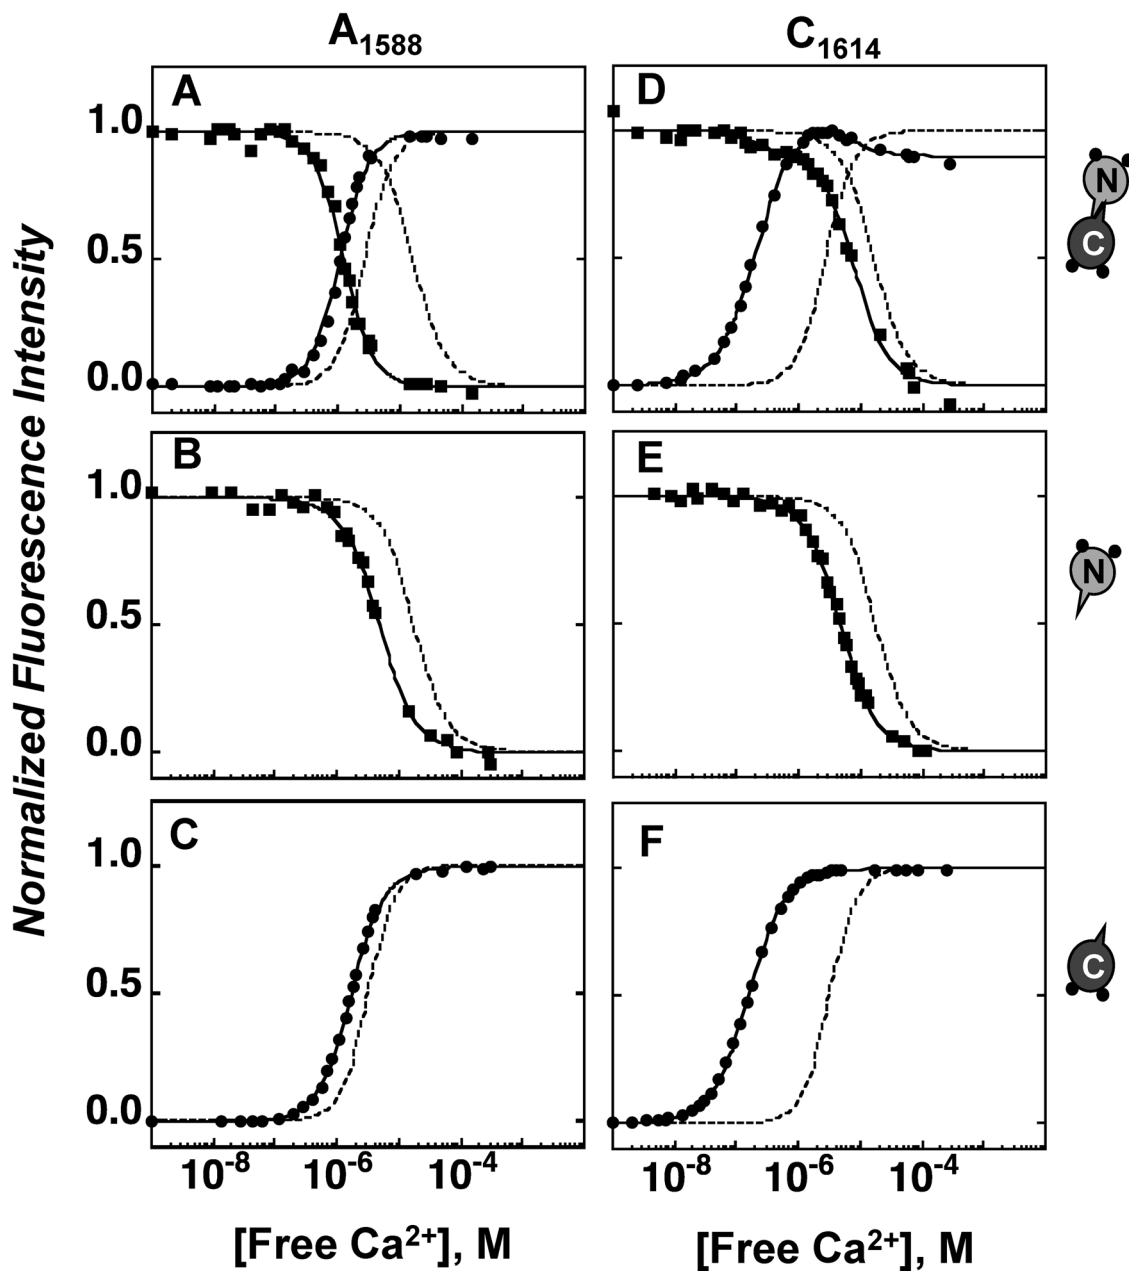 A₁₅₈₈ C₁₆₁₄
Normalized Fluorescence Intensity
A D
1.0
0.5
0.0
N
C
B E
1.0
0.5
0.0
N
C F
1.0
0.5
0.0
C
10⁻⁸ 10⁻⁶ 10⁻⁴ 10⁻⁸ 10⁻⁶ 10⁻⁴
[Free Ca²⁺], M [Free Ca²⁺], M